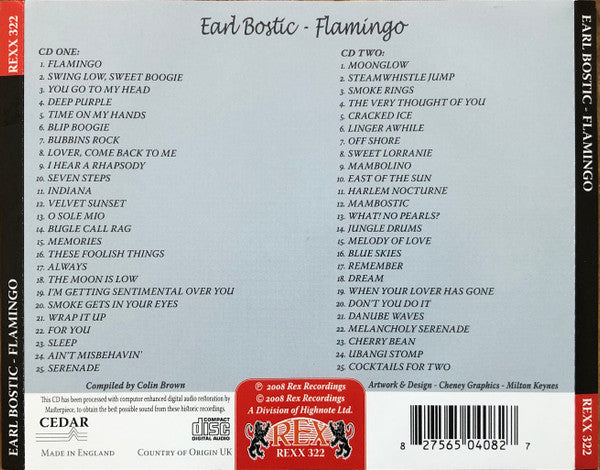 Earl Bostic - Flamingo
CD ONE:
1. FLAMINGO
2. SWING LOW, SWEET BOOGIE
3. YOU GO TO MY HEAD
4. DEEP PURPLE
5. TIME ON MY HANDS
6. BLIP BOOGIE
7. BUBBINS ROCK
8. LOVER, COME BACK TO ME
9. I HEAR A RHAPSODY
10. SEVEN STEPS
11. INDIANA
12. VELVET SUNSET
13. O SOLE MIO
14. BUGLE CALL RAG
15. MEMORIES
16. THESE FOOLISH THINGS
17. ALWAYS
18. THE MOON IS LOW
19. I'M GETTING SENTIMENTAL OVER YOU
20. SMOKE GETS IN YOUR EYES
21. WRAP IT UP
22. FOR YOU
23. SLEEP
24. AIN'T MISBEHAVIN'
25. SERENADE
CD TWO:
1. MOONGLOW
2. STEAMWHISTLE JUMP
3. SMOKE RINGS
4. THE VERY THOUGHT OF YOU
5. CRACKED ICE
6. LINGER AWHILE
7. OFF SHORE
8. SWEET LORRANIE
9. MAMBOLINO
10. EAST OF THE SUN
11. HARLEM NOCTURNE
12. MAMBOSTIC
13. WHAT! NO PEARLS?
14. JUNGLE DRUMS
15. MELODY OF LOVE
16. BLUE SKIES
17. REMEMBER
18. DREAM
19. WHEN YOUR LOVER HAS GONE
20. DON'T YOU DO IT
21. DANUBE WAVES
22. MELANCHOLY SERENADE
23. CHERRY BEAN
24. UBANGI STOMP
25. COCKTAILS FOR TWO
Compiled by Colin Brown
Artwork & Design - Cheney Graphics - Milton Keynes
This CD has been processed with computer enhanced digital audio restoration by
Masterpiece, to obtain the best possible sound from these historic recordings.
CEDAR
COMPACT
disc
DIGITAL AUDIO
MADE IN ENGLAND
COUNTRY OF ORIGIN UK
℗ 2008 Rex Recordings
© 2008 Rex Recordings
A Division of Highnote Ltd.
REX
REXX 322
8 27565 04082 7
REXX 322
EARL BOSTIC - FLAMINGO
EARL BOSTIC - FLAMINGO
REXX 322